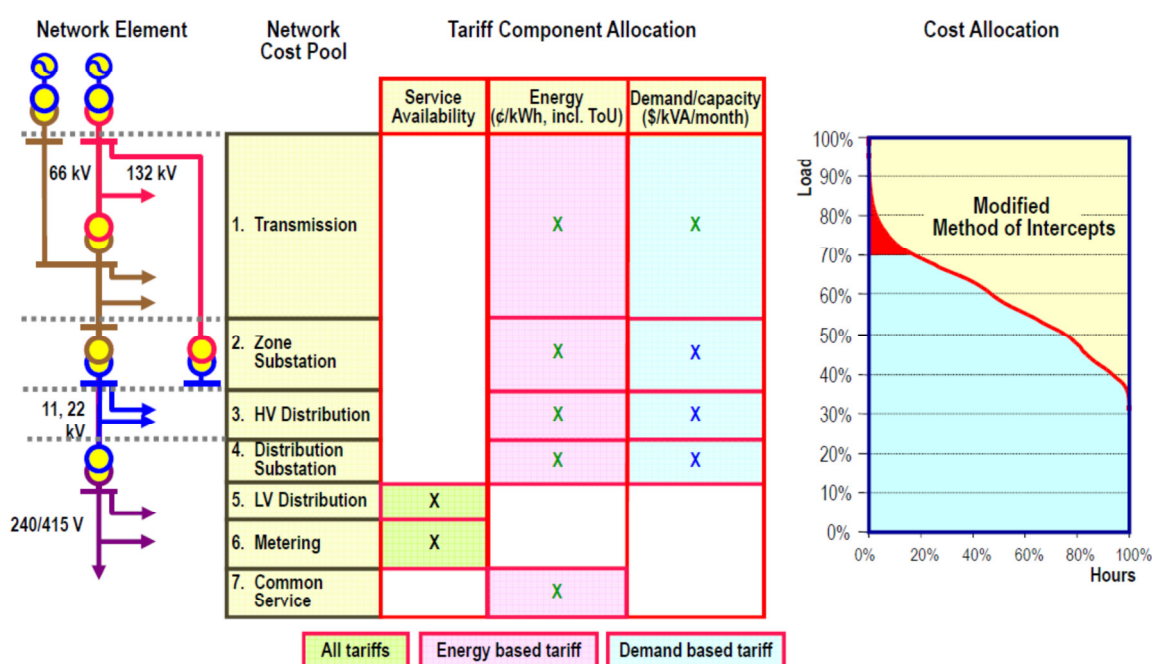 Network Element
Network
Cost Pool
Tariff Component Allocation
Cost Allocation
Service
Availability
Energy
(¢/kWh, incl. ToU)
Demand/capacity
($/kVA/month)
66 kV
132 kV
11, 22
kV
240/415 V
1. Transmission
X
X
2. Zone
Substation
X
X
3. HV Distribution
X
X
4. Distribution
Substation
X
X
5. LV Distribution
X
6. Metering
X
7. Common
Service
X
All tariffs
Energy based tariff
Demand based tariff
Load
100%
90%
80%
70%
60%
50%
40%
30%
20%
10%
0%
Modified
Method of Intercepts
0%
20%
40%
60%
80%
100%
Hours